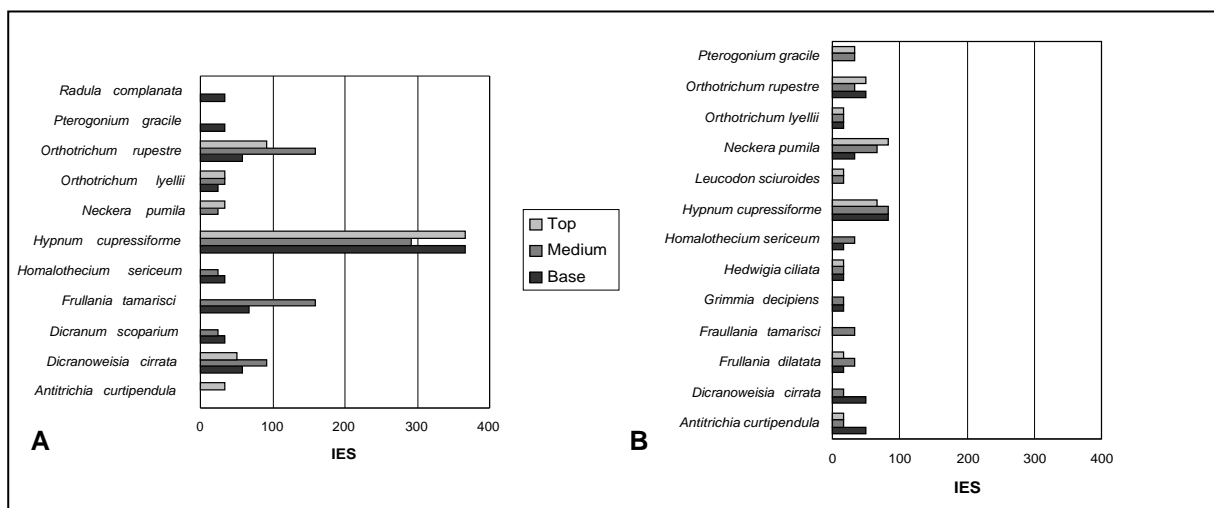 Radula complanata
Pterogonium gracile
Orthotrichum rupestre
Orthotrichum lyellii
Neckera pumila
Hypnum cupressiforme
Homalothecium sericeum
Frullania tamarisci
Dicranum scoparium
Dicranoweisia cirrata
Antitrichia curtipendula
0 100 200 300 400
IES
A
Top
Medium
Base
Pterogonium gracile
Orthotrichum rupestre
Orthotrichum lyellii
Neckera pumila
Leucodon sciuroides
Hypnum cupressiforme
Homalothecium sericeum
Hedwigia ciliata
Grimmia decipiens
Fraullania tamarisci
Frullania dilatata
Dicranoweisia cirrata
Antitrichia curtipendula
0 100 200 300 400
IES
B